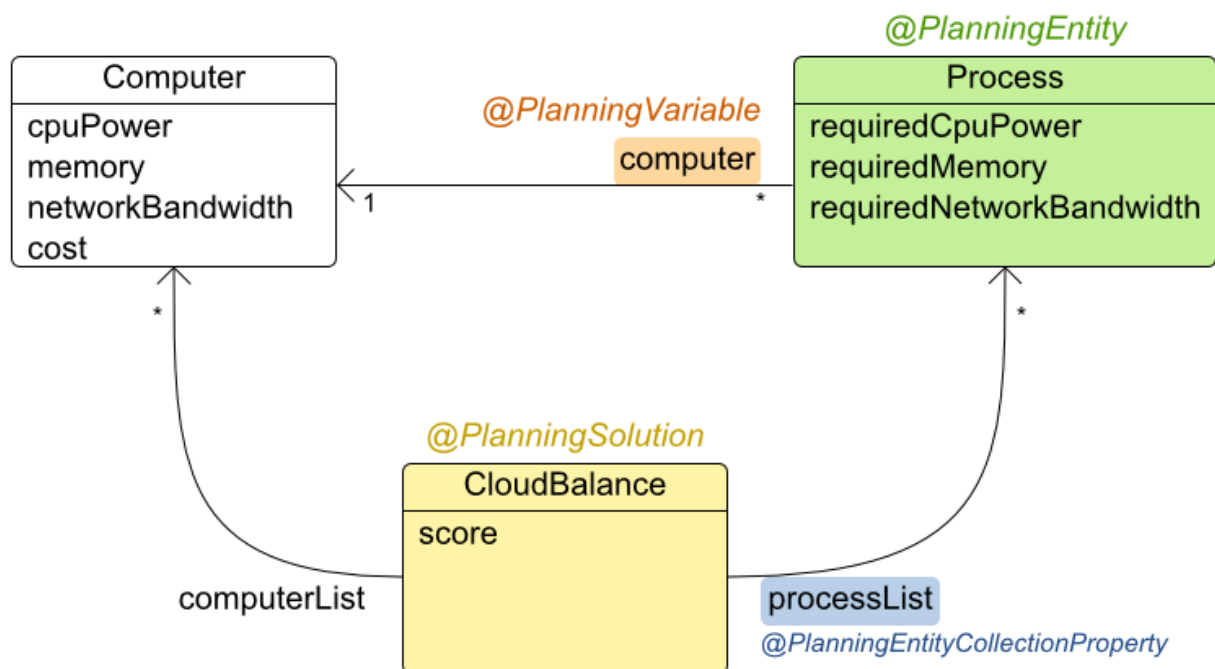 @PlanningEntity
Computer
cpuPower
memory
networkBandwidth
cost
@PlanningVariable
computer
1
*
Process
requiredCpuPower
requiredMemory
requiredNetworkBandwidth
*
*
@PlanningSolution
CloudBalance
score
computerList
processList
@PlanningEntityCollectionProperty